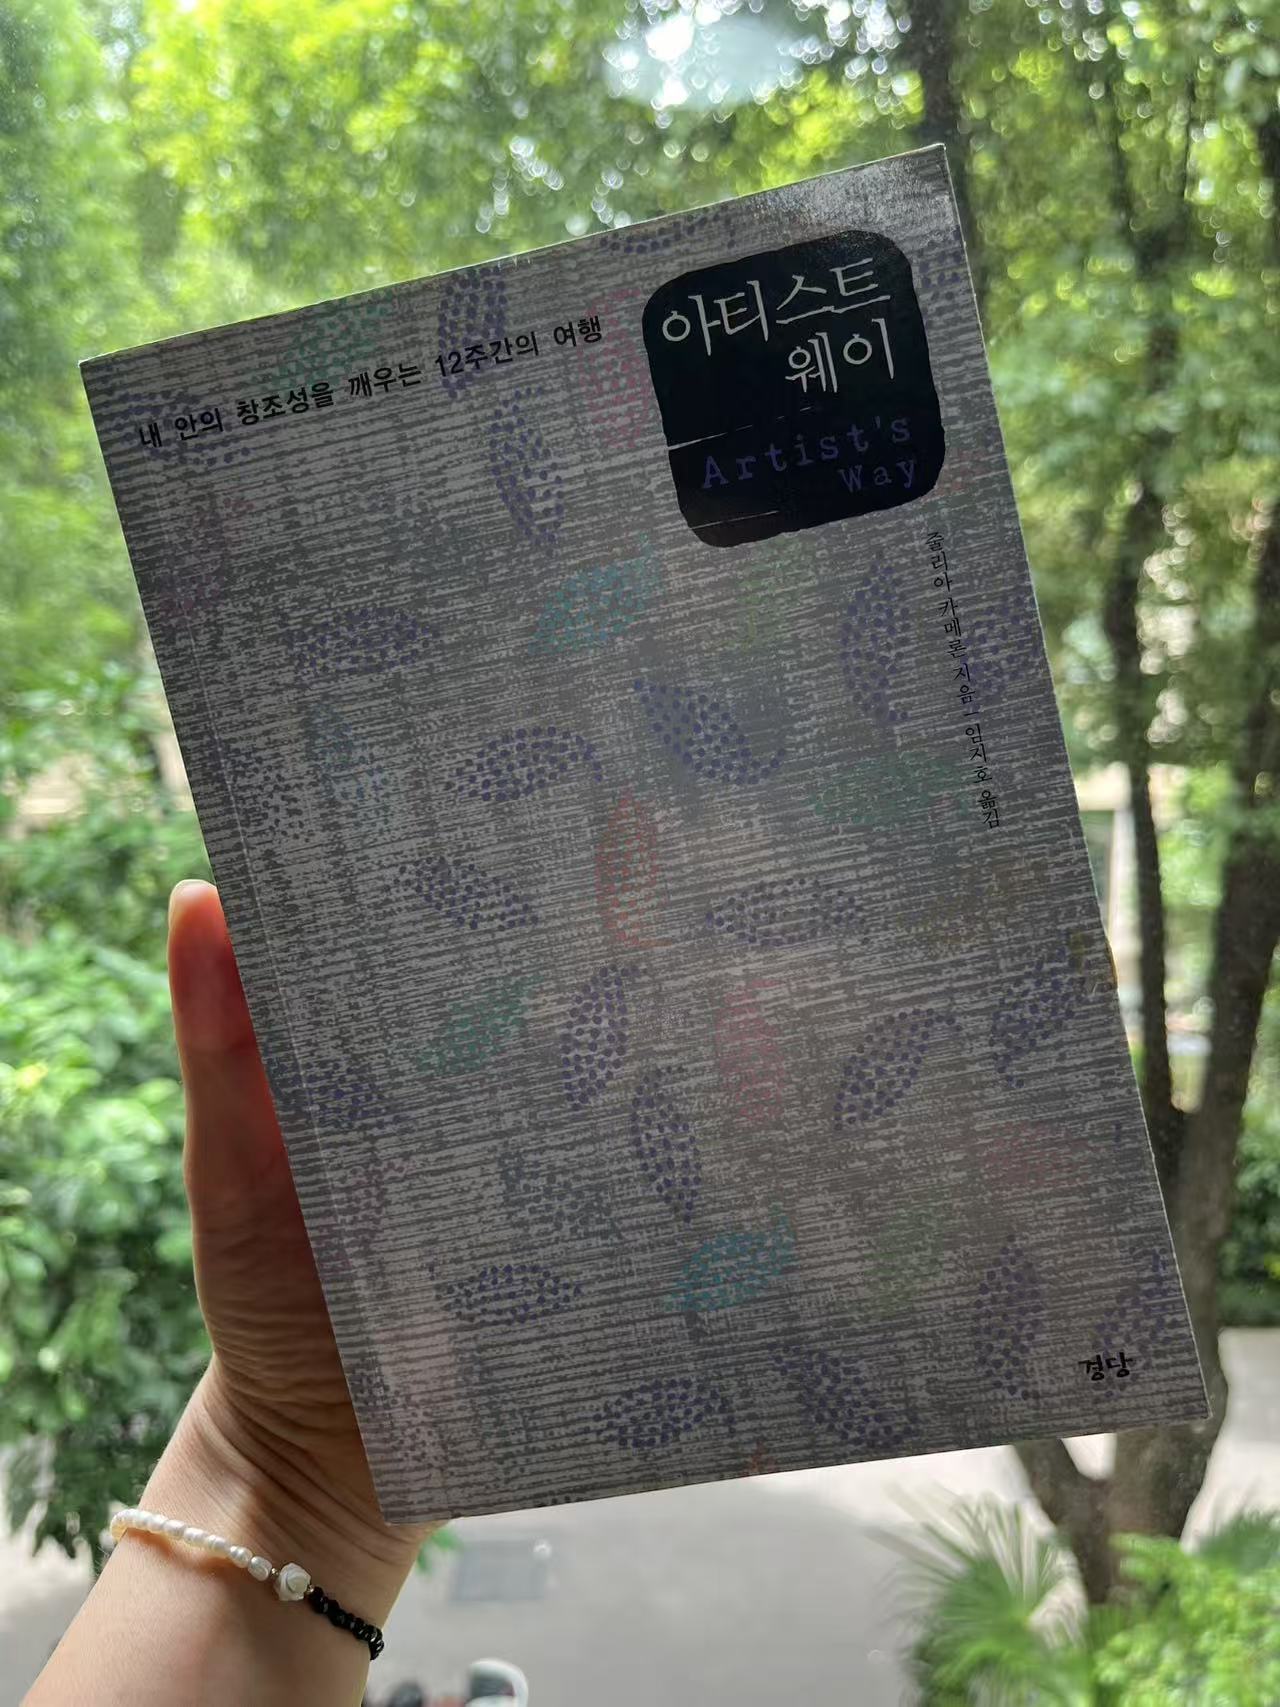 내 안의 창조성을 깨우는 12주간의 여행
아티스트
웨이
Artist's
Way
줄리아 카메론 지음 | 임지호 옮김
경당